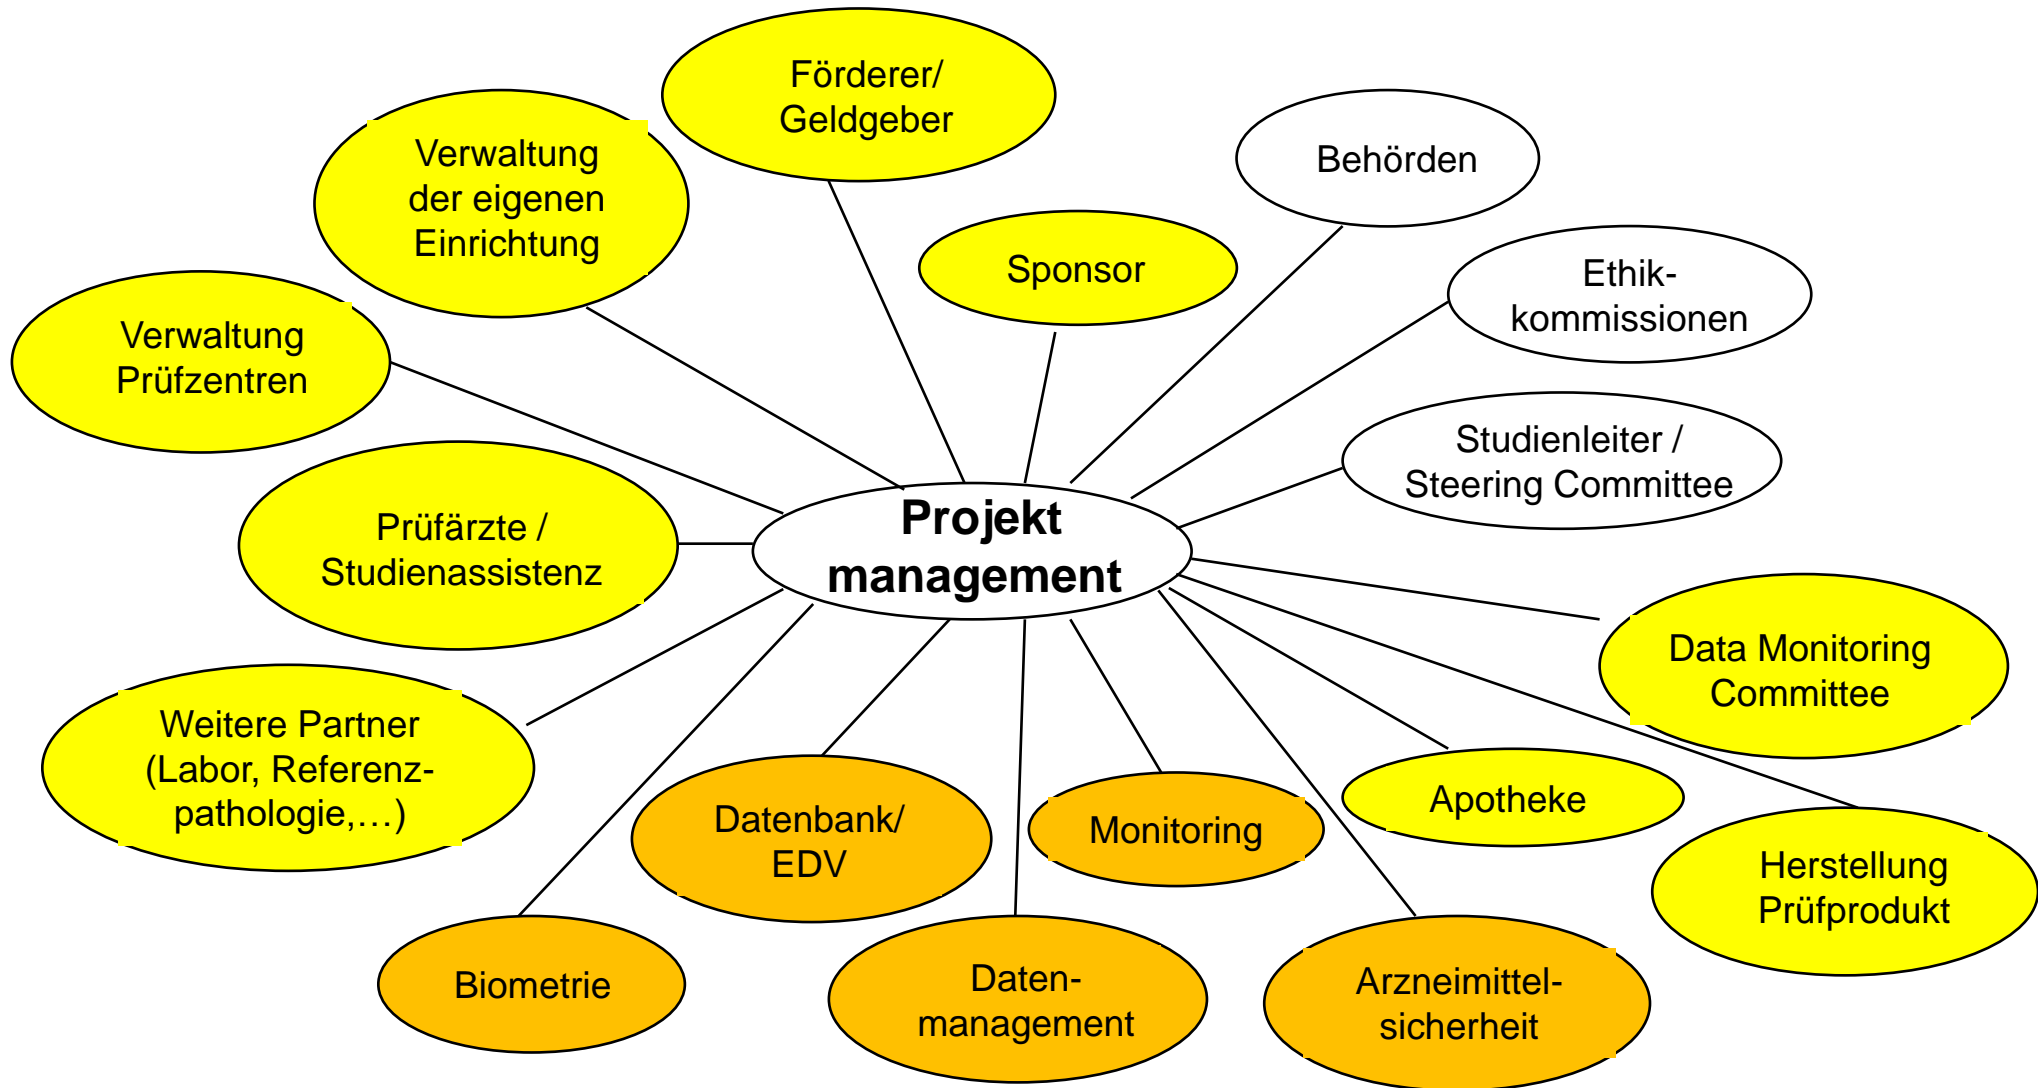 Förderer/
Geldgeber
Verwaltung
der eigenen
Einrichtung
Behörden
Sponsor
Ethik-
kommissionen
Verwaltung
Prüfzentren
Studienleiter /
Steering Committee
Prüfärzte /
Studienassistenz
Projekt
management
Data Monitoring
Committee
Weitere Partner
(Labor, Referenz-
pathologie,…)
Datenbank/
EDV
Monitoring
Apotheke
Herstellung
Prüfprodukt
Biometrie
Daten-
management
Arzneimittel-
sicherheit